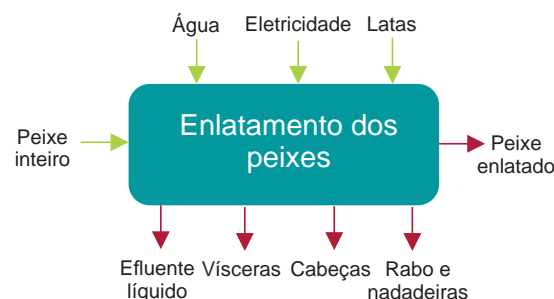 Água Eletricidade Latas
Enlatamento dos
peixes
Peixe
inteiro
Peixe
enlatado
Efluente
líquido
Vísceras
Cabeças
Rabo e
nadadeiras